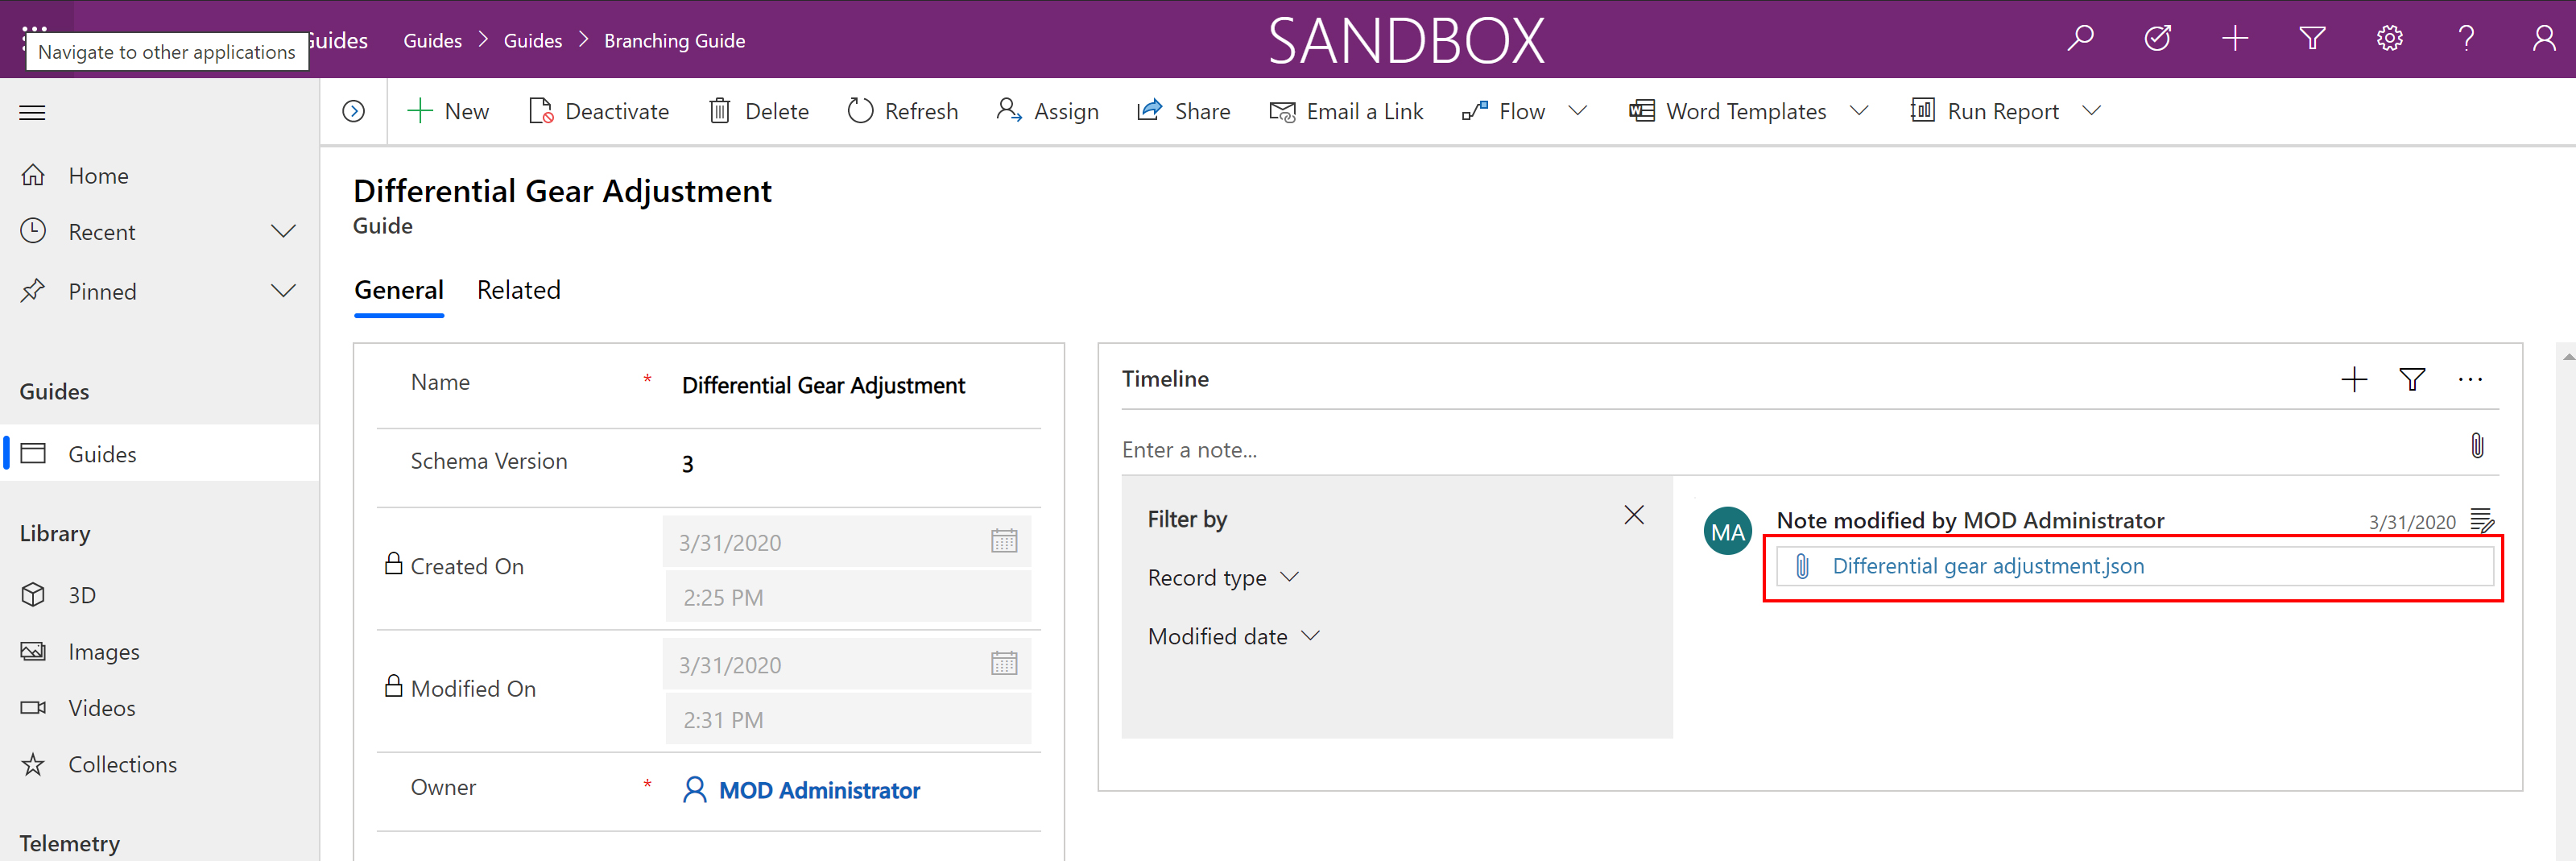 Navigate to other applications
Guides
Guides > Guides > Branching Guide
SANDBOX
New
Deactivate
Delete
Refresh
Assign
Share
Email a Link
Flow
Word Templates
Run Report
Home
Recent
Pinned
Guides
Guides
Library
3D
Images
Videos
Collections
Telemetry
Differential Gear Adjustment
Guide
General
Related
Name * Differential Gear Adjustment
Schema Version 3
Created On 3/31/2020
2:25 PM
Modified On 3/31/2020
2:31 PM
Owner * MOD Administrator
Timeline
Enter a note...
Filter by
Record type
Modified date
MA
Note modified by MOD Administrator 3/31/2020
Differential gear adjustment.json